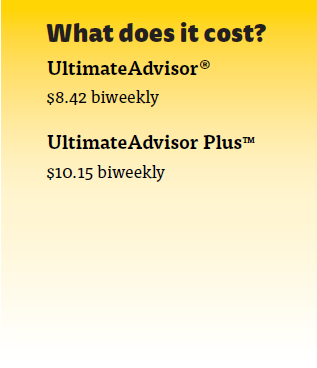 What does it cost?
UltimateAdvisor®
$8.42 biweekly
UltimateAdvisor Plus™
$10.15 biweekly